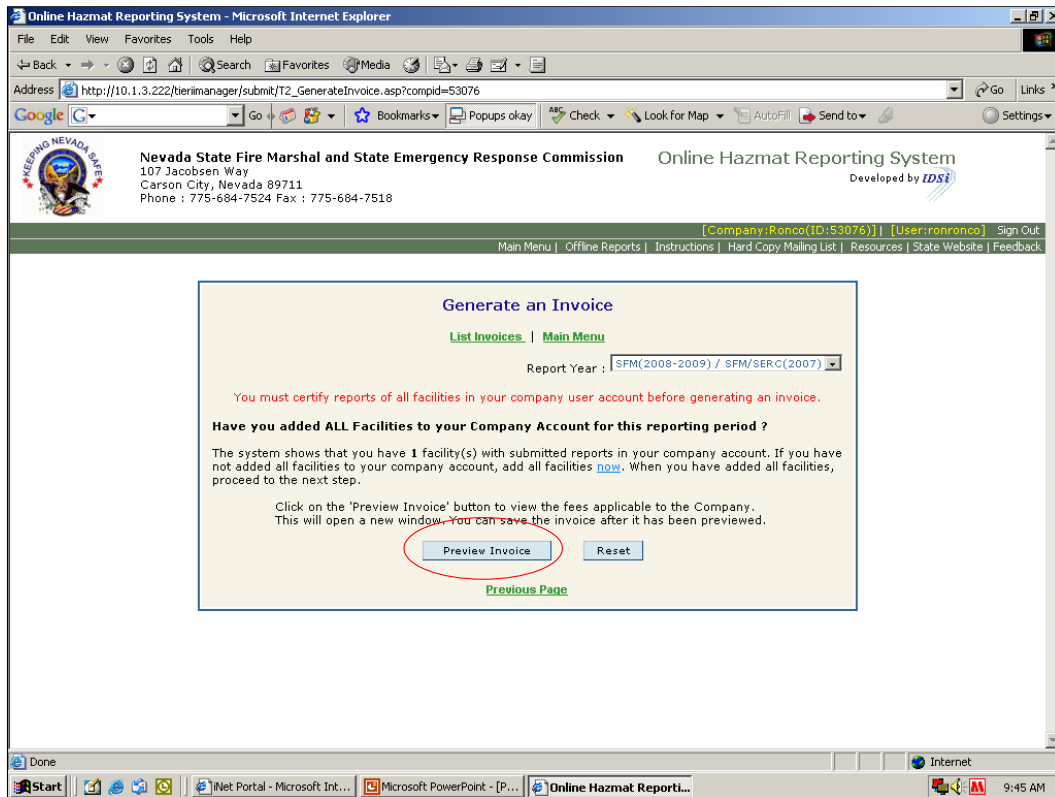 Online Hazmat Reporting System - Microsoft Internet Explorer
File Edit View Favorites Tools Help
Back Search Favorites Media
Address http://10.1.3.222/tieriimanager/submit/T2_GenerateInvoice.asp?compid=53076 Go Links
Google G Go Bookmarks Popups okay ABC Check Look for Map AutoFill Send to Settings
KEEPING NEVADA SAFE
Nevada State Fire Marshal and State Emergency Response Commission
107 Jacobsen Way
Carson City, Nevada 89711
Phone : 775-684-7524 Fax : 775-684-7518
Online Hazmat Reporting System
Developed by IDSi
[Company:Ronco(ID:53076)] | [User:ronronco] Sign Out
Main Menu | Offline Reports | Instructions | Hard Copy Mailing List | Resources | State Website | Feedback
Generate an Invoice
List Invoices | Main Menu
Report Year : SFM(2008-2009) / SFM/SERC(2007)
You must certify reports of all facilities in your company user account before generating an invoice.
Have you added ALL Facilities to your Company Account for this reporting period ?
The system shows that you have 1 facility(s) with submitted reports in your company account. If you have
not added all facilities to your company account, add all facilities now. When you have added all facilities,
proceed to the next step.
Click on the 'Preview Invoice' button to view the fees applicable to the Company.
This will open a new window. You can save the invoice after it has been previewed.
Preview Invoice Reset
Previous Page
Done Internet
Start iNet Portal - Microsoft Int... Microsoft PowerPoint - [P... Online Hazmat Reporti... M 9:45 AM